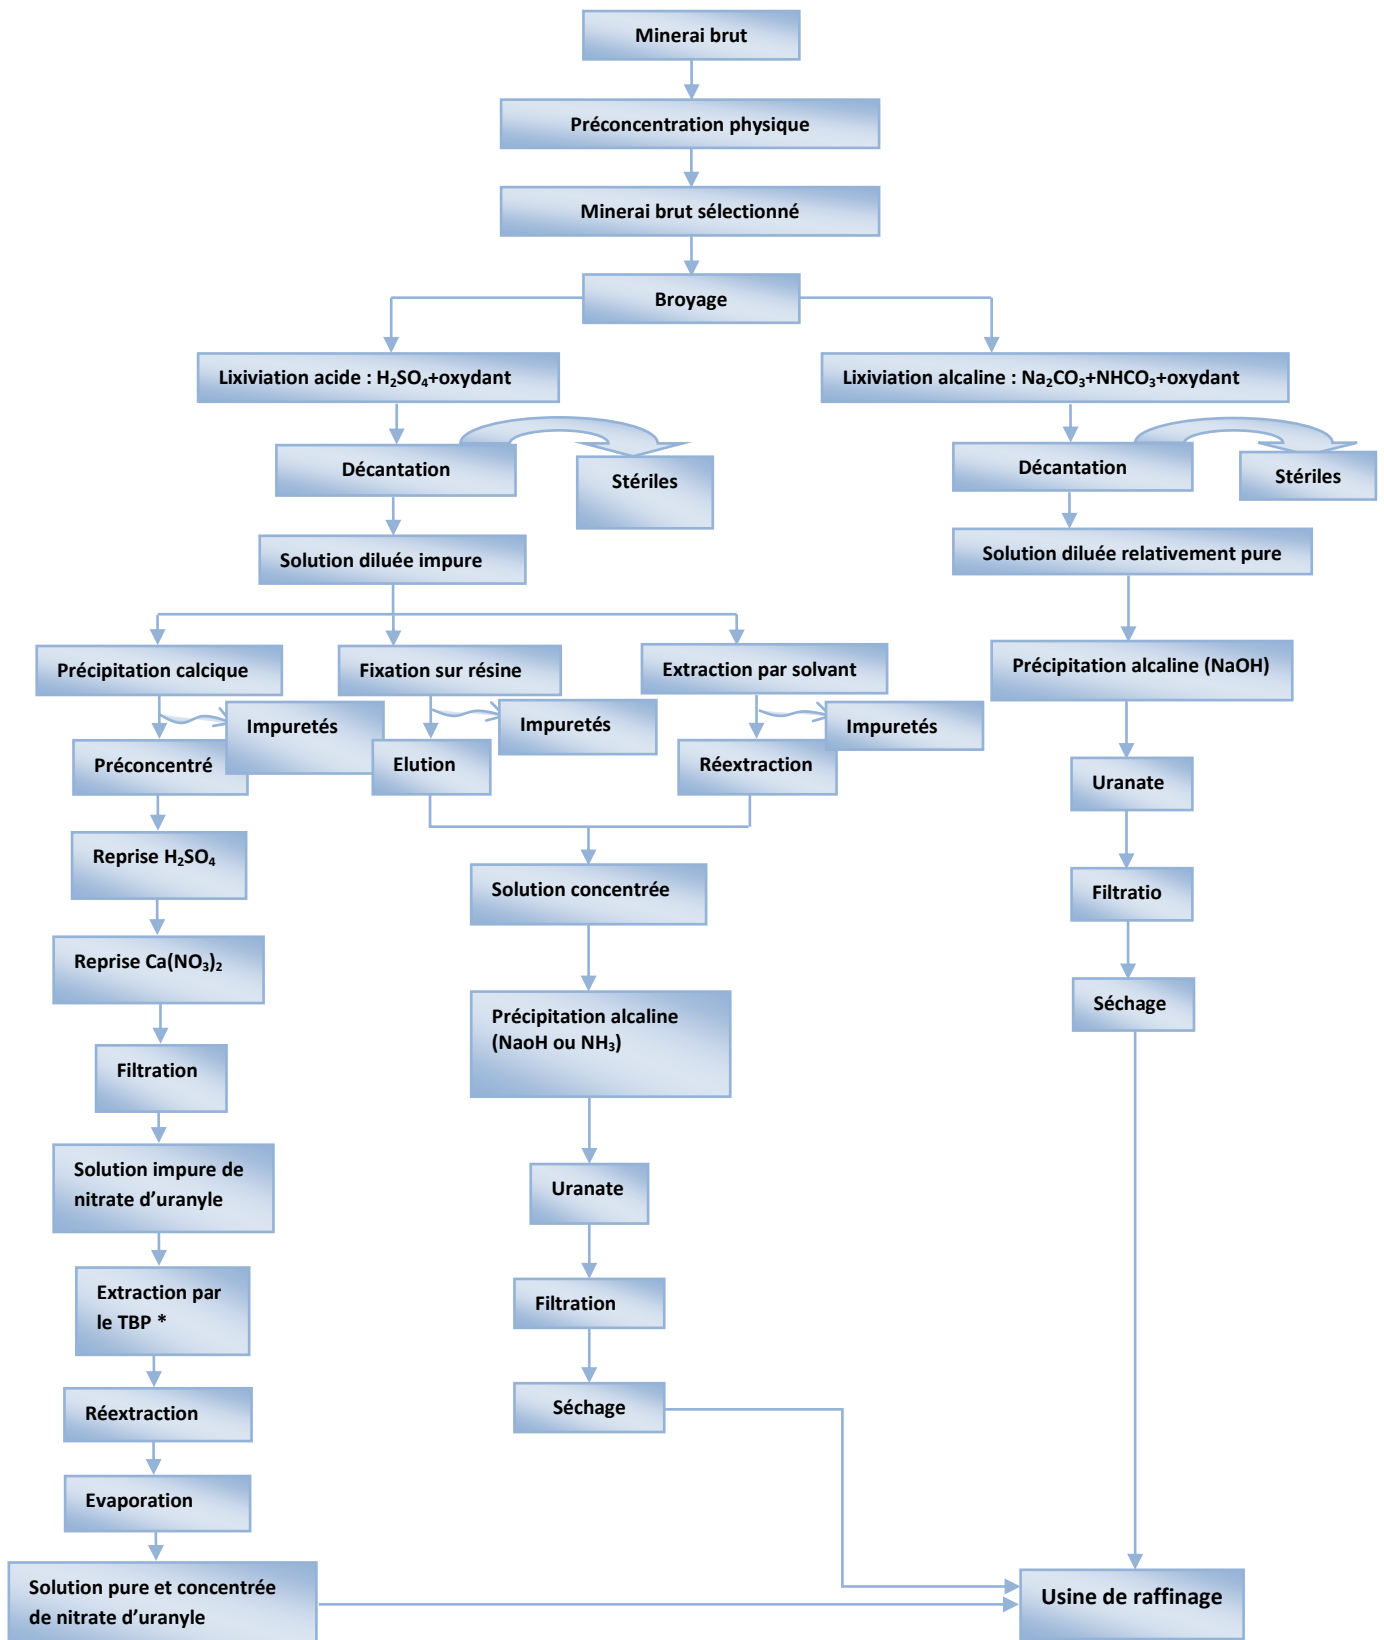 Minerai brut
Préconcentration physique
Minerai brut sélectionné
Broyage
Lixiviation acide : H₂SO₄+oxydant
Lixiviation alcaline : Na₂CO₃+NHCO₃+oxydant
Décantation
Stériles
Décantation
Stériles
Solution diluée impure
Solution diluée relativement pure
Précipitation calcique
Fixation sur résine
Extraction par solvant
Précipitation alcaline (NaOH)
Impuretés
Impuretés
Impuretés
Préconcentré
Elution
Réextraction
Uranate
Reprise H₂SO₄
Solution concentrée
Filtratio
Reprise Ca(NO₃)₂
Précipitation alcaline
(NaoH ou NH₃)
Séchage
Filtration
Solution impure de
nitrate d’uranyle
Uranate
Extraction par
le TBP *
Filtration
Réextraction
Séchage
Evaporation
Solution pure et concentrée
de nitrate d’uranyle
Usine de raffinage